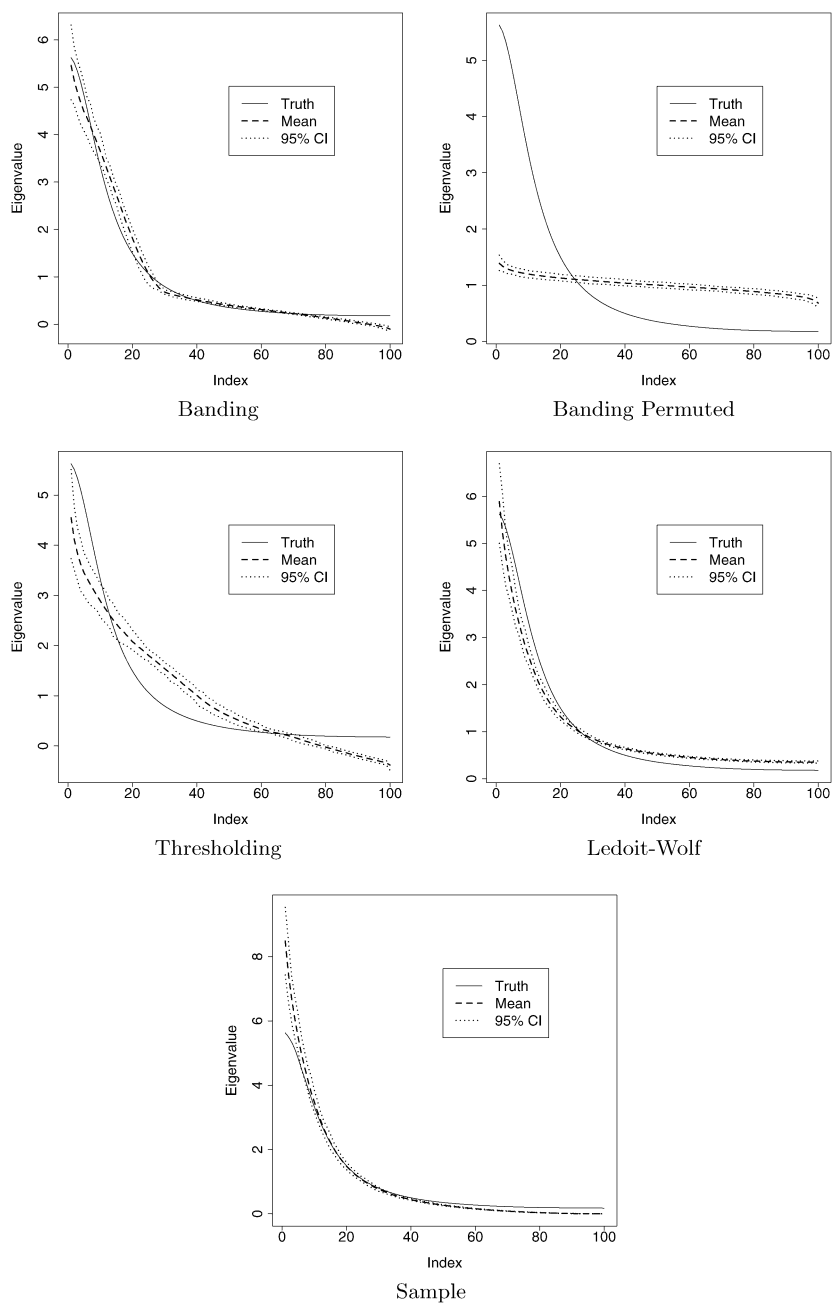 6
5
4
3
2
1
0
Eigenvalue
Truth
Mean
95% CI
0 20 40 60 80 100
Index
Banding
5
4
3
2
1
0
Eigenvalue
Truth
Mean
95% CI
0 20 40 60 80 100
Index
Banding Permuted
5
4
3
2
1
0
Eigenvalue
Truth
Mean
95% CI
0 20 40 60 80 100
Index
Thresholding
6
5
4
3
2
1
0
Eigenvalue
Truth
Mean
95% CI
0 20 40 60 80 100
Index
Ledoit-Wolf
8
6
4
2
0
Eigenvalue
Truth
Mean
95% CI
0 20 40 60 80 100
Index
Sample